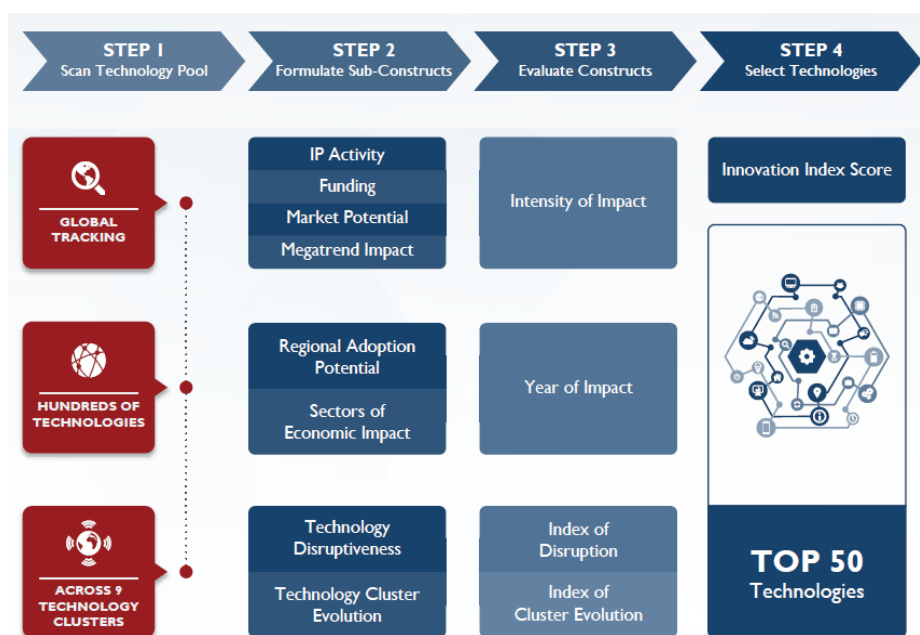 STEP 1
Scan Technology Pool
STEP 2
Formulate Sub-Constructs
STEP 3
Evaluate Constructs
STEP 4
Select Technologies
GLOBAL
TRACKING
HUNDREDS OF
TECHNOLOGIES
ACROSS 9
TECHNOLOGY
CLUSTERS
IP Activity
Funding
Market Potential
Megatrend Impact
Regional Adoption
Potential
Sectors of
Economic Impact
Technology
Disruptiveness
Technology Cluster
Evolution
Intensity of Impact
Year of Impact
Index of
Disruption
Index of
Cluster Evolution
Innovation Index Score
TOP 50
Technologies